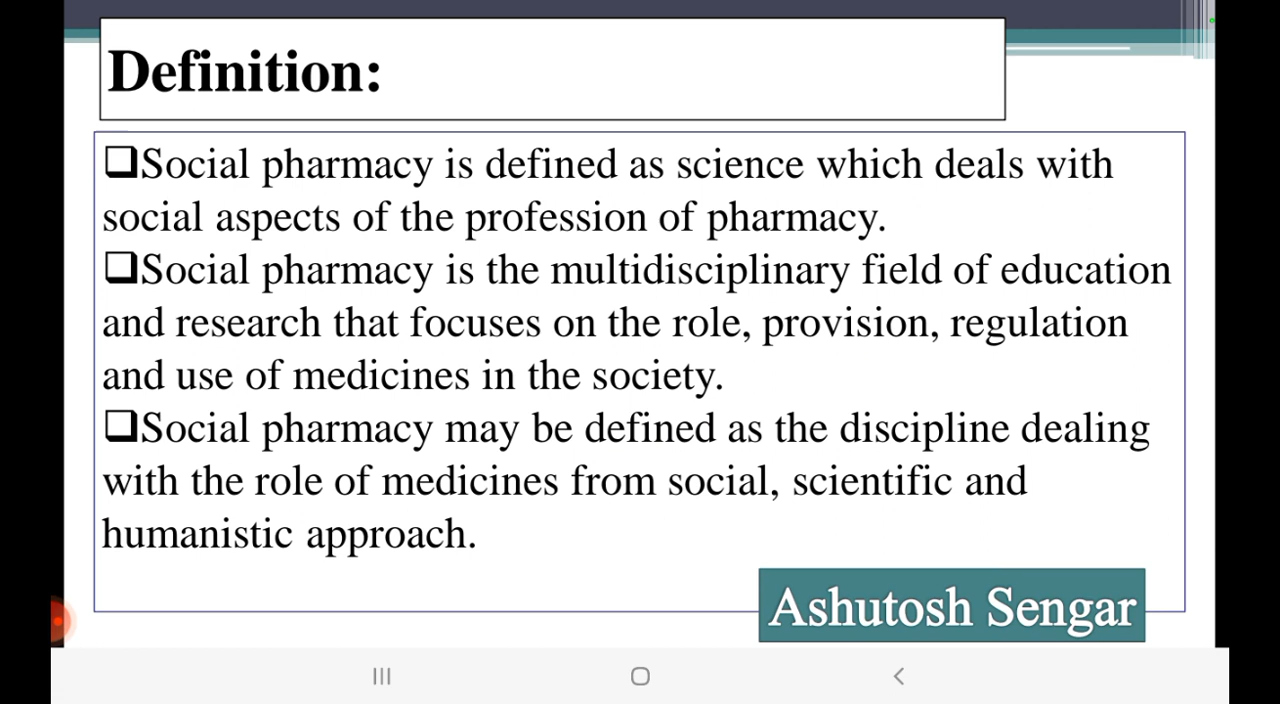 Definition:
❑Social pharmacy is defined as science which deals with
social aspects of the profession of pharmacy.
❑Social pharmacy is the multidisciplinary field of education
and research that focuses on the role, provision, regulation
and use of medicines in the society.
❑Social pharmacy may be defined as the discipline dealing
with the role of medicines from social, scientific and
humanistic approach.
Ashutosh Sengar